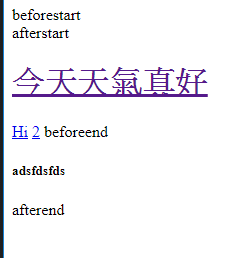 beforestart
afterstart
今天天氣真好
Hi 2 beforeend
adsfdsfds
afterend